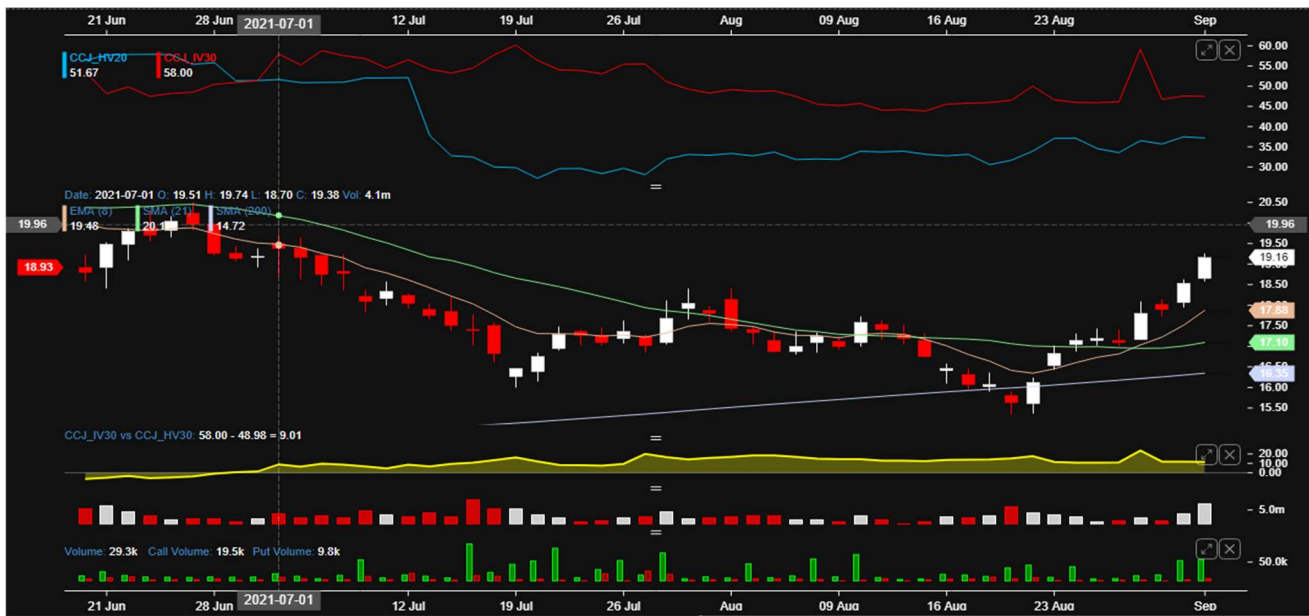 21 Jun 28 Jun 2021-07-01 12 Jul 19 Jul 26 Jul Aug 09 Aug 16 Aug 23 Aug Sep
CCJ_HV20 CCJ_IV30
51.67 58.00
60.00
55.00
50.00
45.00
40.00
35.00
30.00
Date: 2021-07-01 O: 19.51 H: 19.74 L: 18.70 C: 19.38 Vol: 4.1m
EMA (8) SMA (21) SMA (200)
19.48 14.72
20.50
19.96 19.96
19.50
19.16
18.93
18.50
17.88
17.50
17.10
16.35
16.00
15.50
CCJ_IV30 vs CCJ_HV30: 58.00 - 48.98 = 9.01
20.00
10.00
0.00
5.0m
Volume: 29.3k Call Volume: 19.5k Put Volume: 9.8k
50.0k
21 Jun 28 Jun 2021-07-01 12 Jul 19 Jul 26 Jul Aug 09 Aug 16 Aug 23 Aug Sep